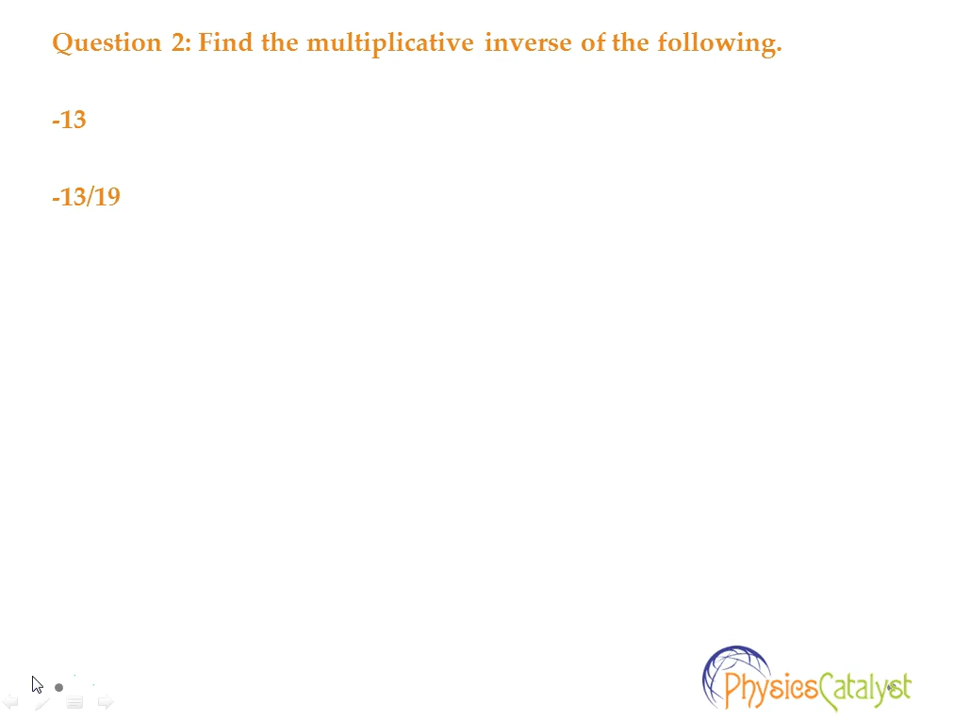 Question 2: Find the multiplicative inverse of the following.
-13
-13/19
PhysicsCatalyst